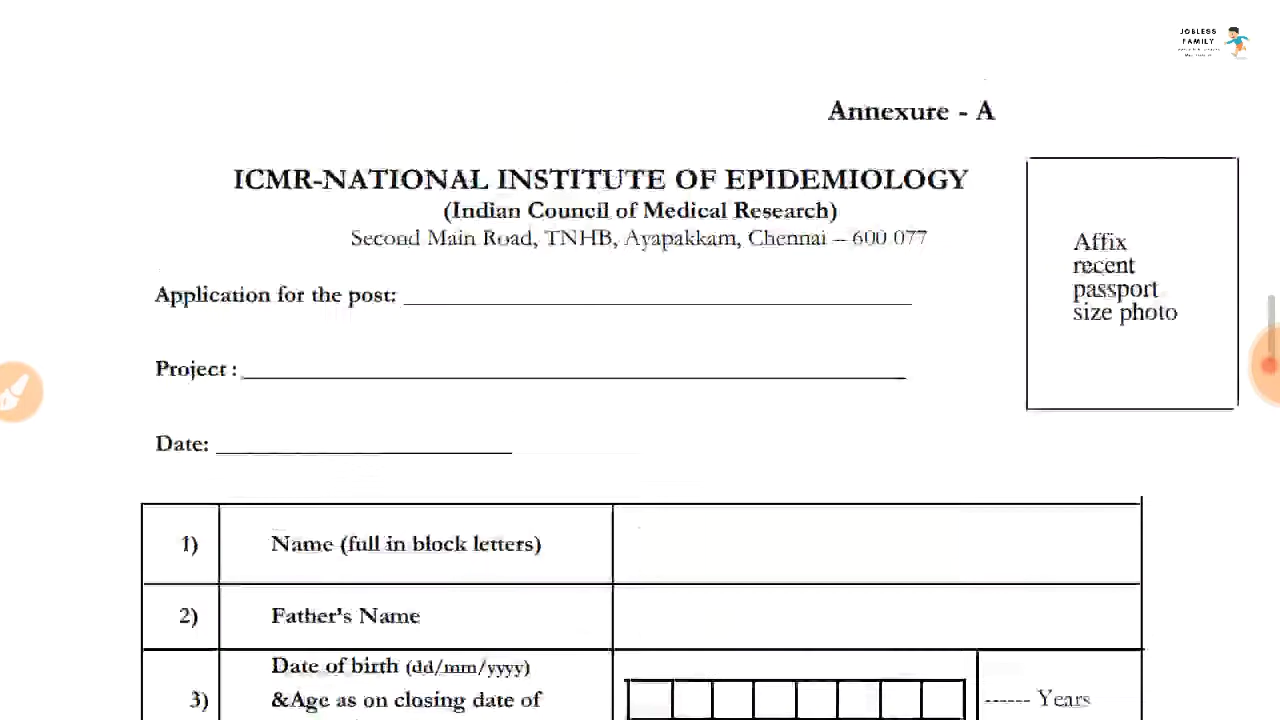 JOBLESS
FAMILY
Annexure - A
ICMR-NATIONAL INSTITUTE OF EPIDEMIOLOGY
(Indian Council of Medical Research)
Second Main Road, TNHB, Ayapakkam, Chennai – 600 077
Affix
recent
passport
size photo
Application for the post:
Project :
Date:
1) Name (full in block letters)
2) Father's Name
3) Date of birth (dd/mm/yyyy)
&Age as on closing date of
------ Years